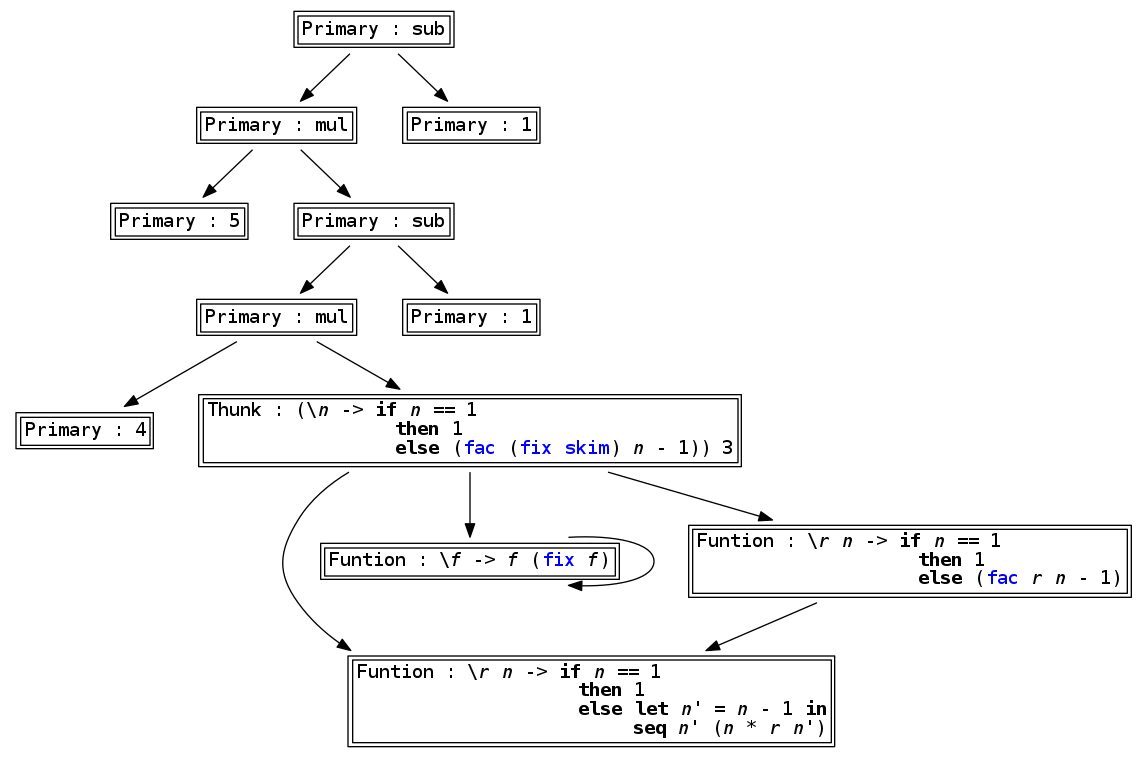 Primary : sub
Primary : mul
Primary : 1
Primary : 5
Primary : sub
Primary : mul
Primary : 1
Primary : 4
Thunk : (\n -> if n == 1
then 1
else (fac (fix skim) n - 1)) 3
Funtion : \f -> f (fix f)
Funtion : \r n -> if n == 1
then 1
else (fac r n - 1)
Funtion : \r n -> if n == 1
then 1
else let n' = n - 1 in
seq n' (n * r n')